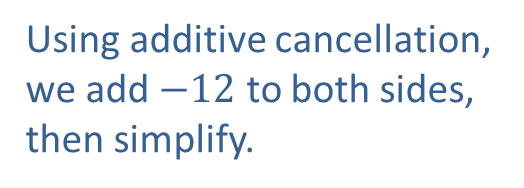 Using additive cancellation,
we add −12 to both sides,
then simplify.